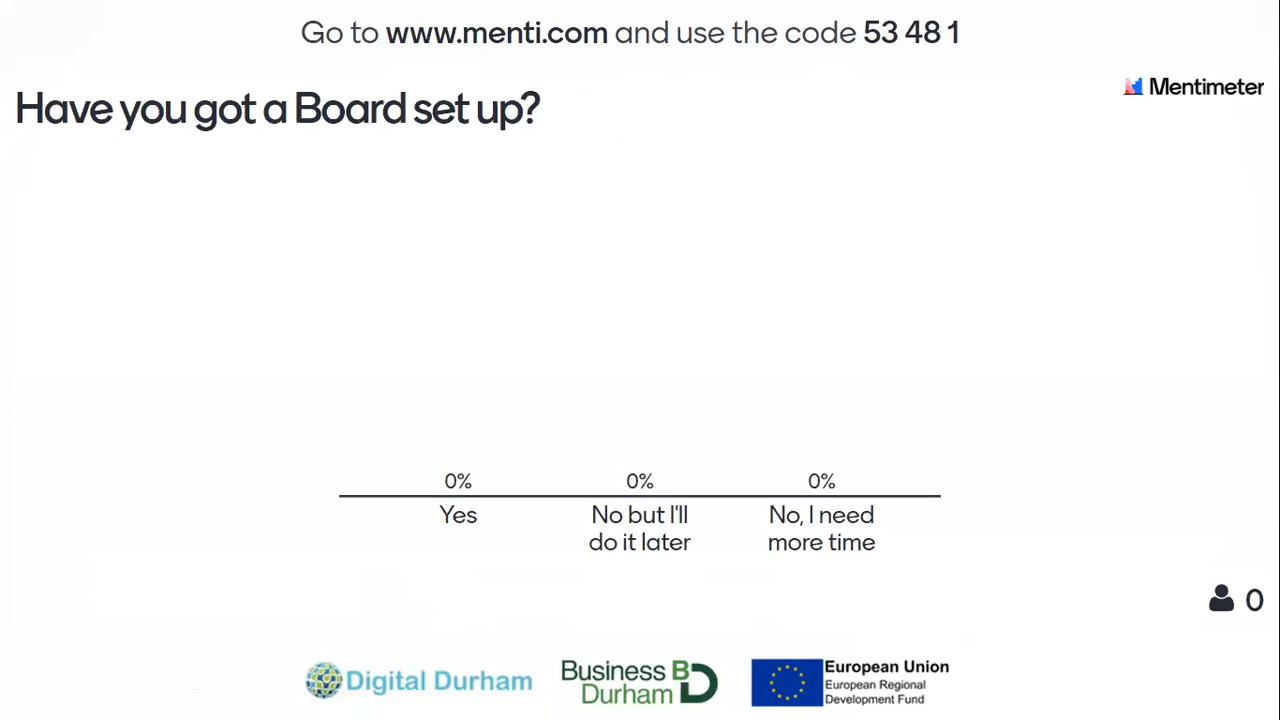 Go to www.menti.com and use the code 53 48 1
Mentimeter
Have you got a Board set up?
0% 0% 0%
Yes No but I'll No, I need
do it later more time
0
Digital Durham Business Durham BD European Union
European Regional
Development Fund